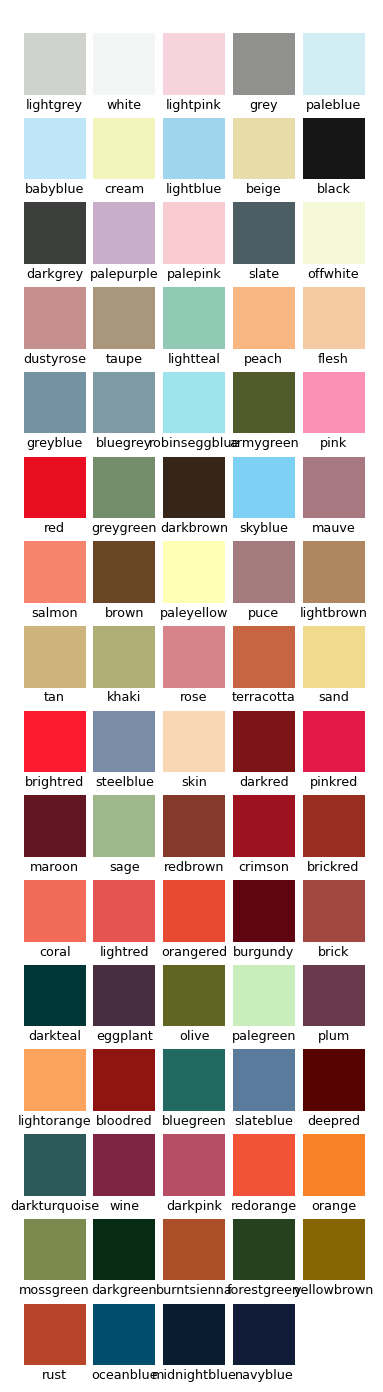 lightgrey white lightpink grey paleblue
babyblue cream lightblue beige black
darkgrey palepurple palepink slate offwhite
dustyrose taupe lightteal peach flesh
greyblue bluegrey robinseggblue armygreen pink
red greygreen darkbrown skyblue mauve
salmon brown paleyellow puce lightbrown
tan khaki rose terracotta sand
brightred steelblue skin darkred pinkred
maroon sage redbrown crimson brickred
coral lightred orangered burgundy brick
darkteal eggplant olive palegreen plum
lightorange bloodred bluegreen slateblue deepred
darkturquoise wine darkpink redorange orange
mossgreen darkgreen burntsienna forestgreen yellowbrown
rust oceanblue midnightblue navyblue